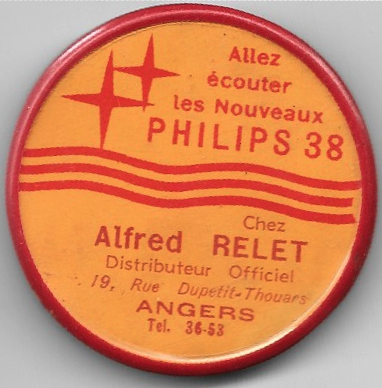 Allez
écouter
les Nouveaux
PHILIPS 38
Chez
Alfred RELET
Distributeur Officiel
19, Rue Dupetit-Thouars
ANGERS
Tel. 36-53